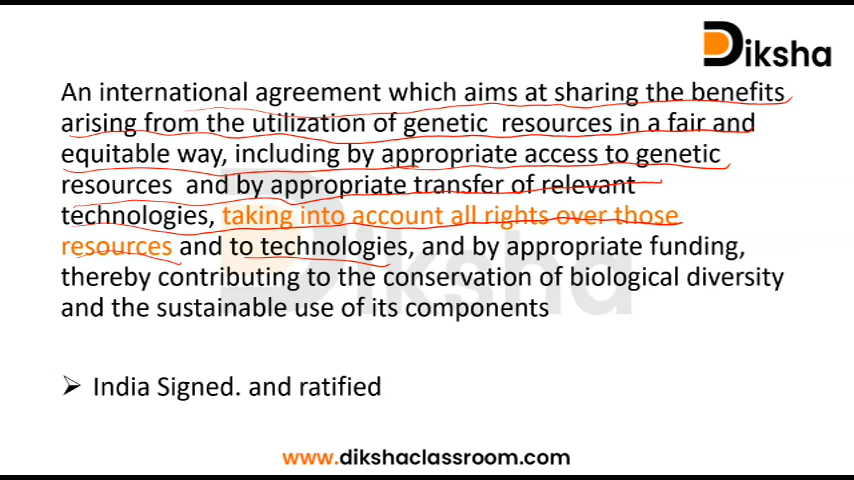 Diksha
An international agreement which aims at sharing the benefits
arising from the utilization of genetic resources in a fair and
equitable way, including by appropriate access to genetic
resources and by appropriate transfer of relevant
technologies, taking into account all rights over those
resources and to technologies, and by appropriate funding,
thereby contributing to the conservation of biological diversity
and the sustainable use of its components
Diksha
➢ India Signed. and ratified
www.dikshaclassroom.com